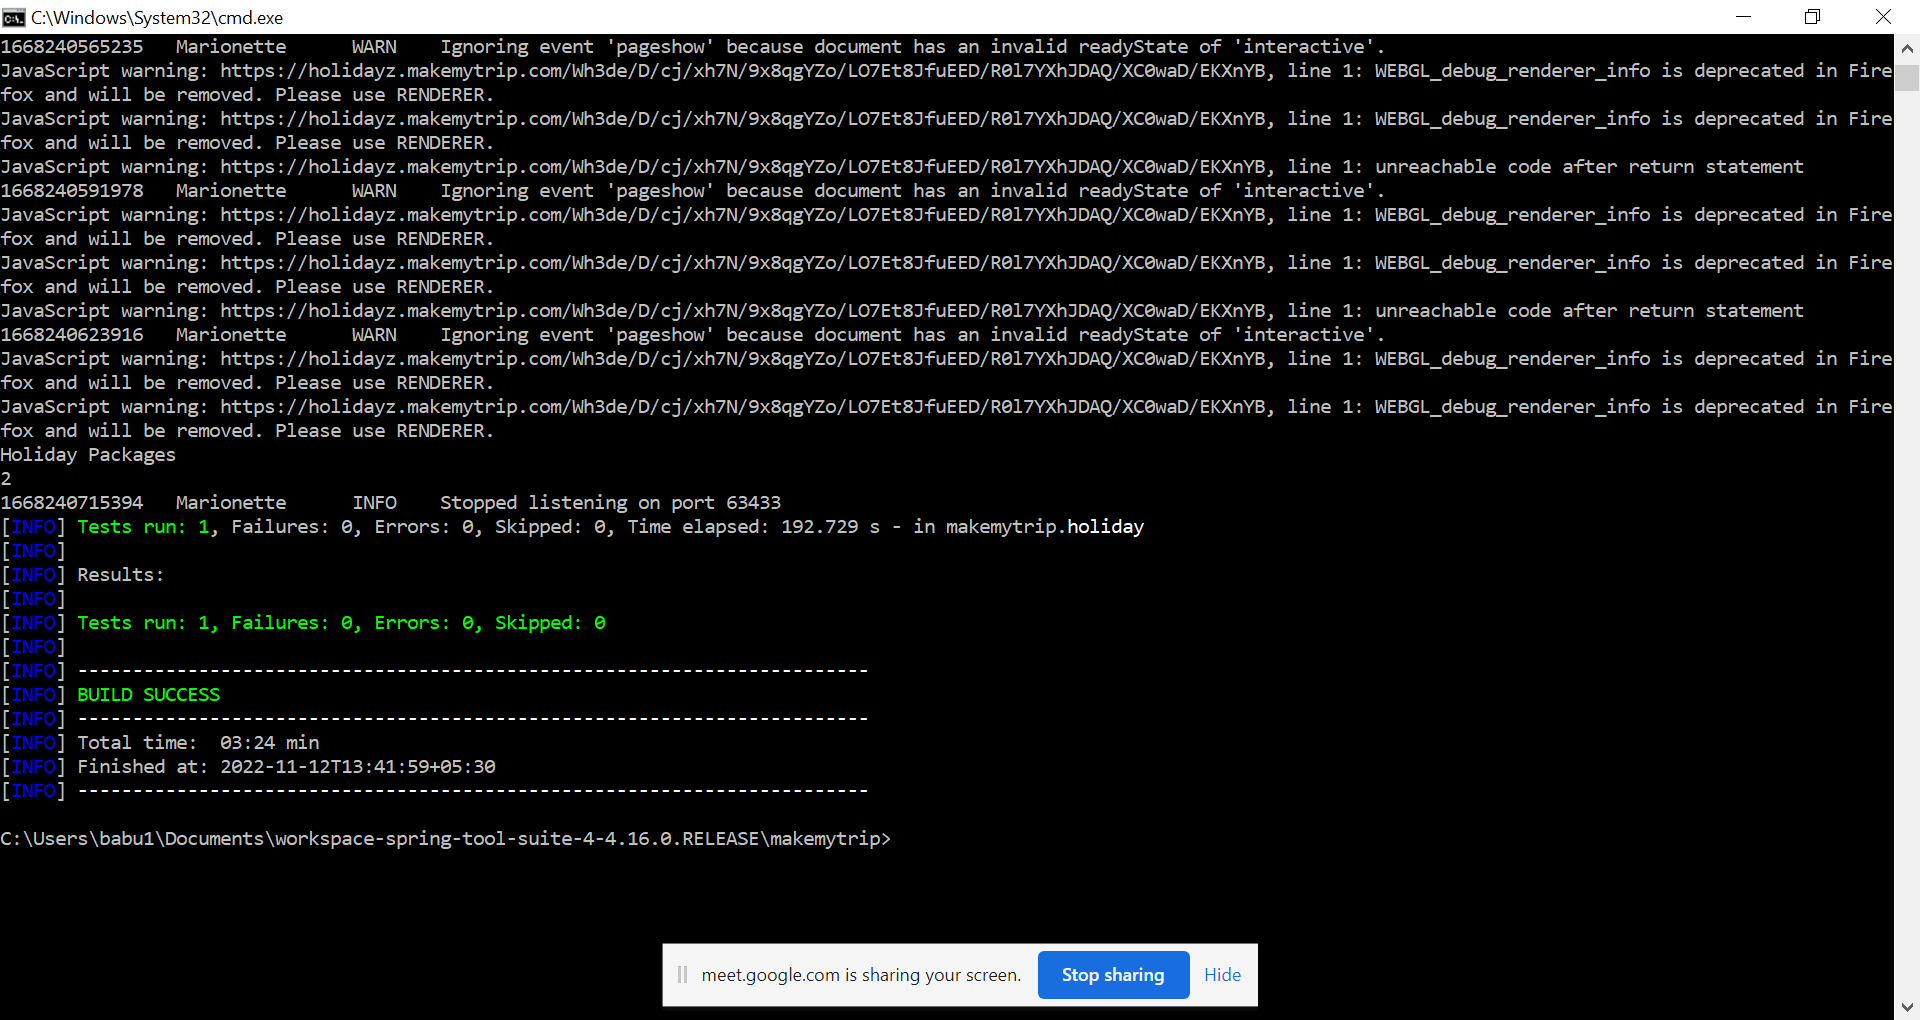 C:\Windows\System32\cmd.exe
1668240565235   Marionette      WARN    Ignoring event 'pageshow' because document has an invalid readyState of 'interactive'.
JavaScript warning: https://holidayz.makemytrip.com/Wh3de/D/cj/xh7N/9x8qgYZo/LO7Et8JfuEED/R0l7YXhJDAQ/XC0waD/EKXnYB, line 1: WEBGL_debug_renderer_info is deprecated in Fire
fox and will be removed. Please use RENDERER.
JavaScript warning: https://holidayz.makemytrip.com/Wh3de/D/cj/xh7N/9x8qgYZo/LO7Et8JfuEED/R0l7YXhJDAQ/XC0waD/EKXnYB, line 1: WEBGL_debug_renderer_info is deprecated in Fire
fox and will be removed. Please use RENDERER.
JavaScript warning: https://holidayz.makemytrip.com/Wh3de/D/cj/xh7N/9x8qgYZo/LO7Et8JfuEED/R0l7YXhJDAQ/XC0waD/EKXnYB, line 1: unreachable code after return statement
1668240591978   Marionette      WARN    Ignoring event 'pageshow' because document has an invalid readyState of 'interactive'.
JavaScript warning: https://holidayz.makemytrip.com/Wh3de/D/cj/xh7N/9x8qgYZo/LO7Et8JfuEED/R0l7YXhJDAQ/XC0waD/EKXnYB, line 1: WEBGL_debug_renderer_info is deprecated in Fire
fox and will be removed. Please use RENDERER.
JavaScript warning: https://holidayz.makemytrip.com/Wh3de/D/cj/xh7N/9x8qgYZo/LO7Et8JfuEED/R0l7YXhJDAQ/XC0waD/EKXnYB, line 1: WEBGL_debug_renderer_info is deprecated in Fire
fox and will be removed. Please use RENDERER.
JavaScript warning: https://holidayz.makemytrip.com/Wh3de/D/cj/xh7N/9x8qgYZo/LO7Et8JfuEED/R0l7YXhJDAQ/XC0waD/EKXnYB, line 1: unreachable code after return statement
1668240623916   Marionette      WARN    Ignoring event 'pageshow' because document has an invalid readyState of 'interactive'.
JavaScript warning: https://holidayz.makemytrip.com/Wh3de/D/cj/xh7N/9x8qgYZo/LO7Et8JfuEED/R0l7YXhJDAQ/XC0waD/EKXnYB, line 1: WEBGL_debug_renderer_info is deprecated in Fire
fox and will be removed. Please use RENDERER.
JavaScript warning: https://holidayz.makemytrip.com/Wh3de/D/cj/xh7N/9x8qgYZo/LO7Et8JfuEED/R0l7YXhJDAQ/XC0waD/EKXnYB, line 1: WEBGL_debug_renderer_info is deprecated in Fire
fox and will be removed. Please use RENDERER.
Holiday Packages
2
1668240715394   Marionette      INFO    Stopped listening on port 63433
[INFO] Tests run: 1, Failures: 0, Errors: 0, Skipped: 0, Time elapsed: 192.729 s - in makemytrip.holiday
[INFO]
[INFO] Results:
[INFO]
[INFO] Tests run: 1, Failures: 0, Errors: 0, Skipped: 0
[INFO]
[INFO] ------------------------------------------------------------------------
[INFO] BUILD SUCCESS
[INFO] ------------------------------------------------------------------------
[INFO] Total time:  03:24 min
[INFO] Finished at: 2022-11-12T13:41:59+05:30
[INFO] ------------------------------------------------------------------------
C:\Users\babu1\Documents\workspace-spring-tool-suite-4-4.16.0.RELEASE\makemytrip>
meet.google.com is sharing your screen. Stop sharing Hide